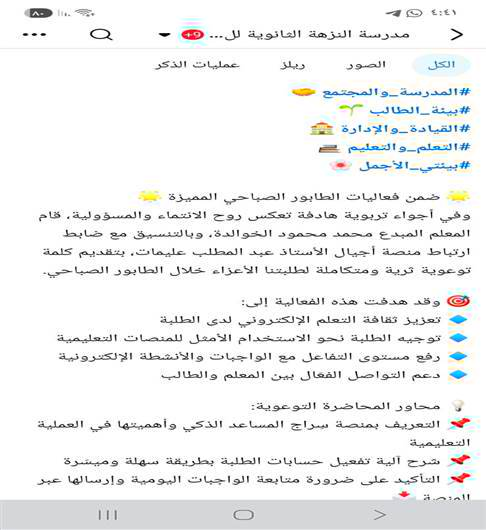 ٤:٤١ ٨٠
مدرسة النزهة الثانوية لل... +9
الكل الصور ريلز عمليات الذكر
#المدرسة_والمجتمع 🤝
#بيئة_الطالب 🌱
#القيادة_والإدارة 🏫
#التعلم_والتعليم 📚
#بيئتي_الأجمل 🌸
🌟 ضمن فعاليات الطابور الصباحي المميزة 🌟
وفي أجواء تربوية هادفة تعكس روح الانتماء والمسؤولية، قام
المعلم المبدع محمد محمود الخوالدة، وبالتنسيق مع ضابط
ارتباط منصة أجيال الأستاذ عبد المطلب عليمات، بتقديم كلمة
توعوية ثرية ومتكاملة لطلبتنا الأعزاء خلال الطابور الصباحي.
🎯 وقد هدفت هذه الفعالية إلى:
🔹 تعزيز ثقافة التعلم الإلكتروني لدى الطلبة
🔹 توجيه الطلبة نحو الاستخدام الأمثل للمنصات التعليمية
🔹 رفع مستوى التفاعل مع الواجبات والأنشطة الإلكترونية
🔹 دعم التواصل الفعّال بين المعلم والطالب
💡 محاور المحاضرة التوعوية:
📌 التعريف بمنصة سراج المساعد الذكي وأهميتها في العملية
التعليمية
📌 شرح آلية تفعيل حسابات الطلبة بطريقة سهلة وميسّرة
📌 التأكيد على ضرورة متابعة الواجبات اليومية وإرسالها عبر
المنصة 📩